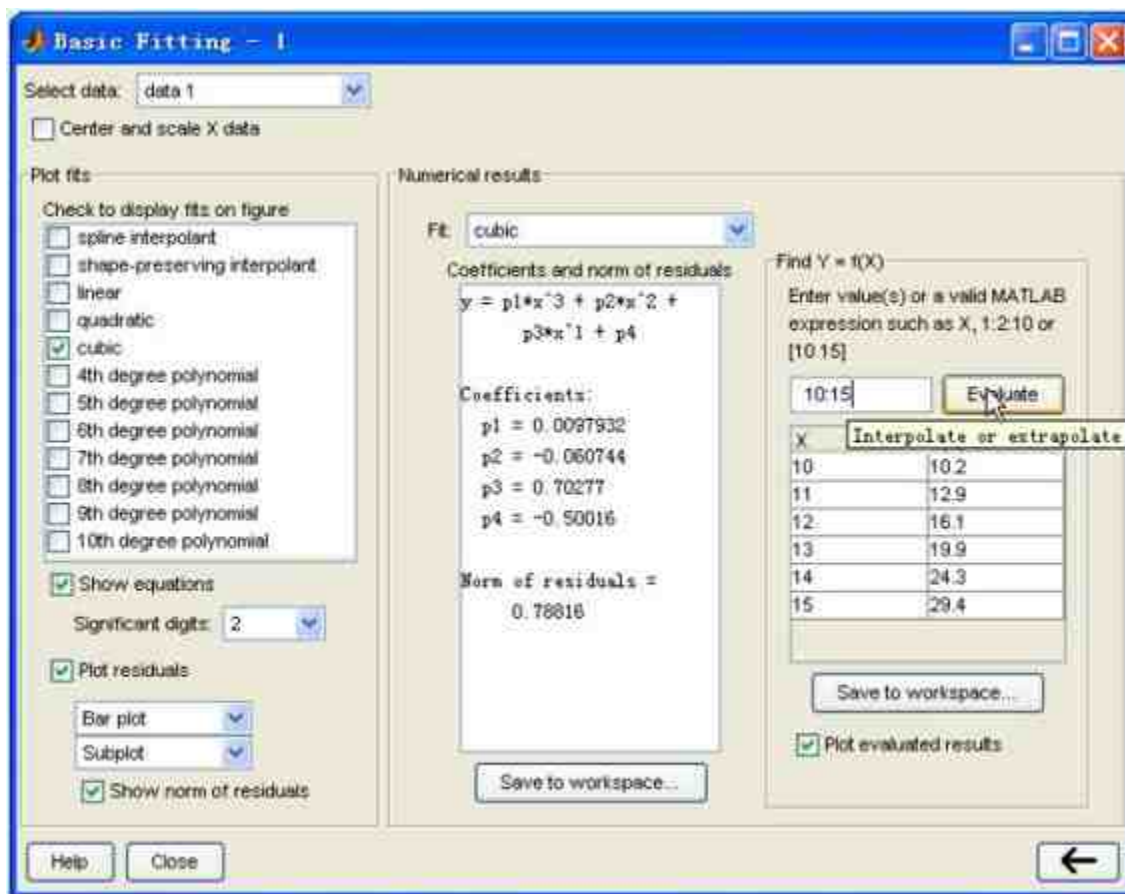 Basic Fitting - 1
Select data: data 1
Center and scale X data
Plot fits
Check to display fits on figure
spline interpolant
shape-preserving interpolant
linear
quadratic
cubic
4th degree polynomial
5th degree polynomial
6th degree polynomial
7th degree polynomial
8th degree polynomial
9th degree polynomial
10th degree polynomial
Show equations
Significant digits: 2
Plot residuals
Bar plot
Subplot
Show norm of residuals
Numerical results
Fit: cubic
Coefficients and norm of residuals
y = p1*x^3 + p2*x^2 +
p3*x^1 + p4
Coefficients:
p1 = 0.0097932
p2 = -0.060744
p3 = 0.70277
p4 = -0.50016
Norm of residuals =
0.78816
Save to workspace...
Find Y = f(X)
Enter value(s) or a valid MATLAB
expression such as X, 1:2:10 or
[10 15]
10:15 Evaluate
Interpolate or extrapolate
X
10 10.2
11 12.9
12 16.1
13 19.9
14 24.3
15 29.4
Save to workspace...
Plot evaluated results
Help Close